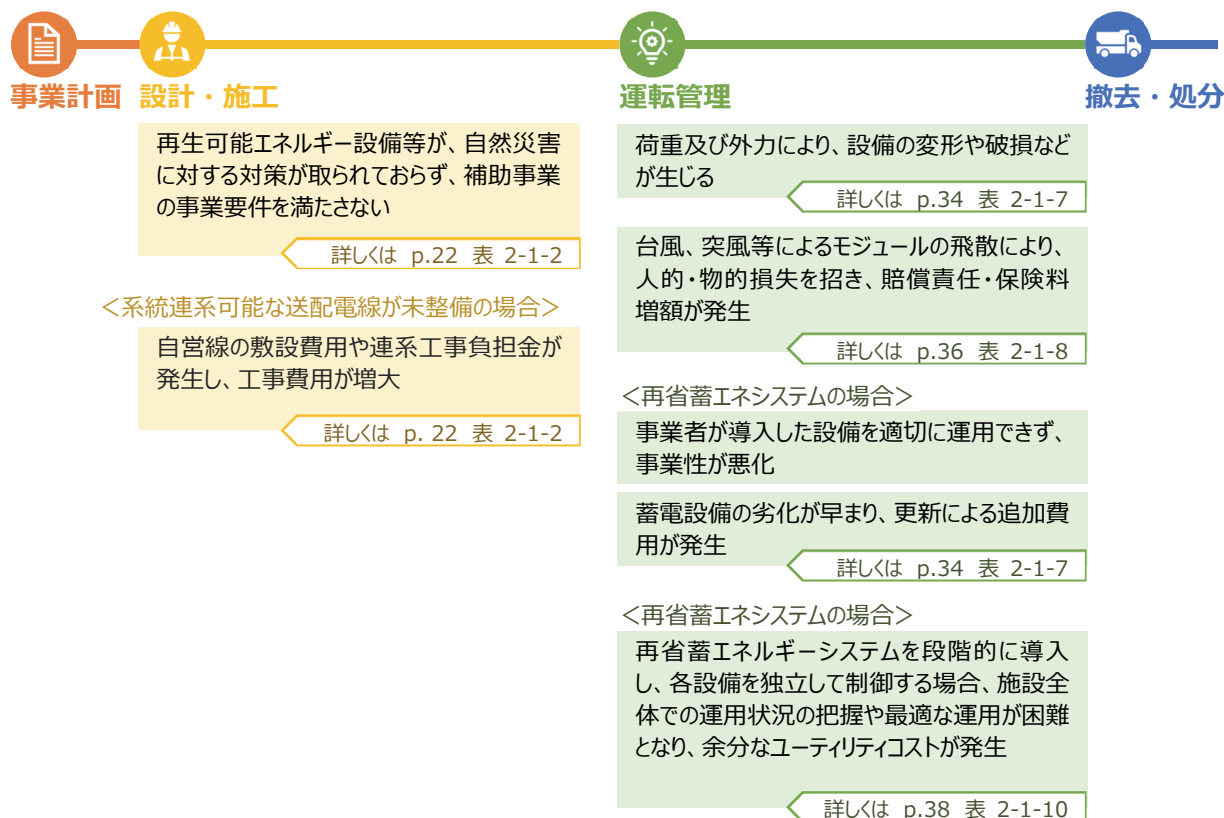 事業計画 設計・施工 運転管理 撤去・処分
再生可能エネルギー設備等が、自然災害
に対する対策が取られておらず、補助事業
の事業要件を満たさない
詳しくは p.22 表 2-1-2
<系統連系可能な送配電線が未整備の場合>
自営線の敷設費用や連系工事負担金が
発生し、工事費用が増大
詳しくは p. 22 表 2-1-2
荷重及び外力により、設備の変形や破損など
が生じる
詳しくは p.34 表 2-1-7
台風、突風等によるモジュールの飛散により、
人的・物的損失を招き、賠償責任・保険料
増額が発生
詳しくは p.36 表 2-1-8
<再省蓄エネシステムの場合>
事業者が導入した設備を適切に運用できず、
事業性が悪化
蓄電設備の劣化が早まり、更新による追加費
用が発生
詳しくは p.34 表 2-1-7
<再省蓄エネシステムの場合>
再省蓄エネルギーシステムを段階的に導入
し、各設備を独立して制御する場合、施設全
体での運用状況の把握や最適な運用が困難
となり、余分なユーティリティコストが発生
詳しくは p.38 表 2-1-10